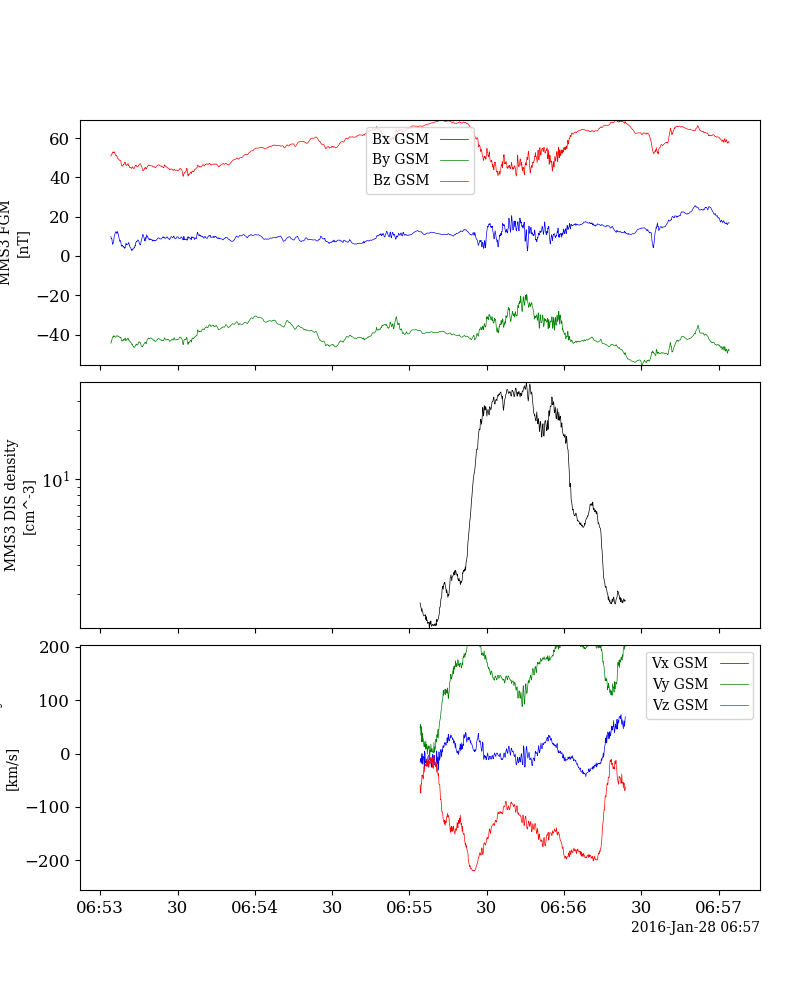 60
40
20
0
−20
−40
MMS3 FGM
[nT]
Bx GSM
By GSM
Bz GSM
10^1
MMS3 DIS density
[cm^-3]
200
100
0
−100
−200
[km/s]
Vx GSM
Vy GSM
Vz GSM
06:53 30 06:54 30 06:55 30 06:56 30 06:57
2016-Jan-28 06:57